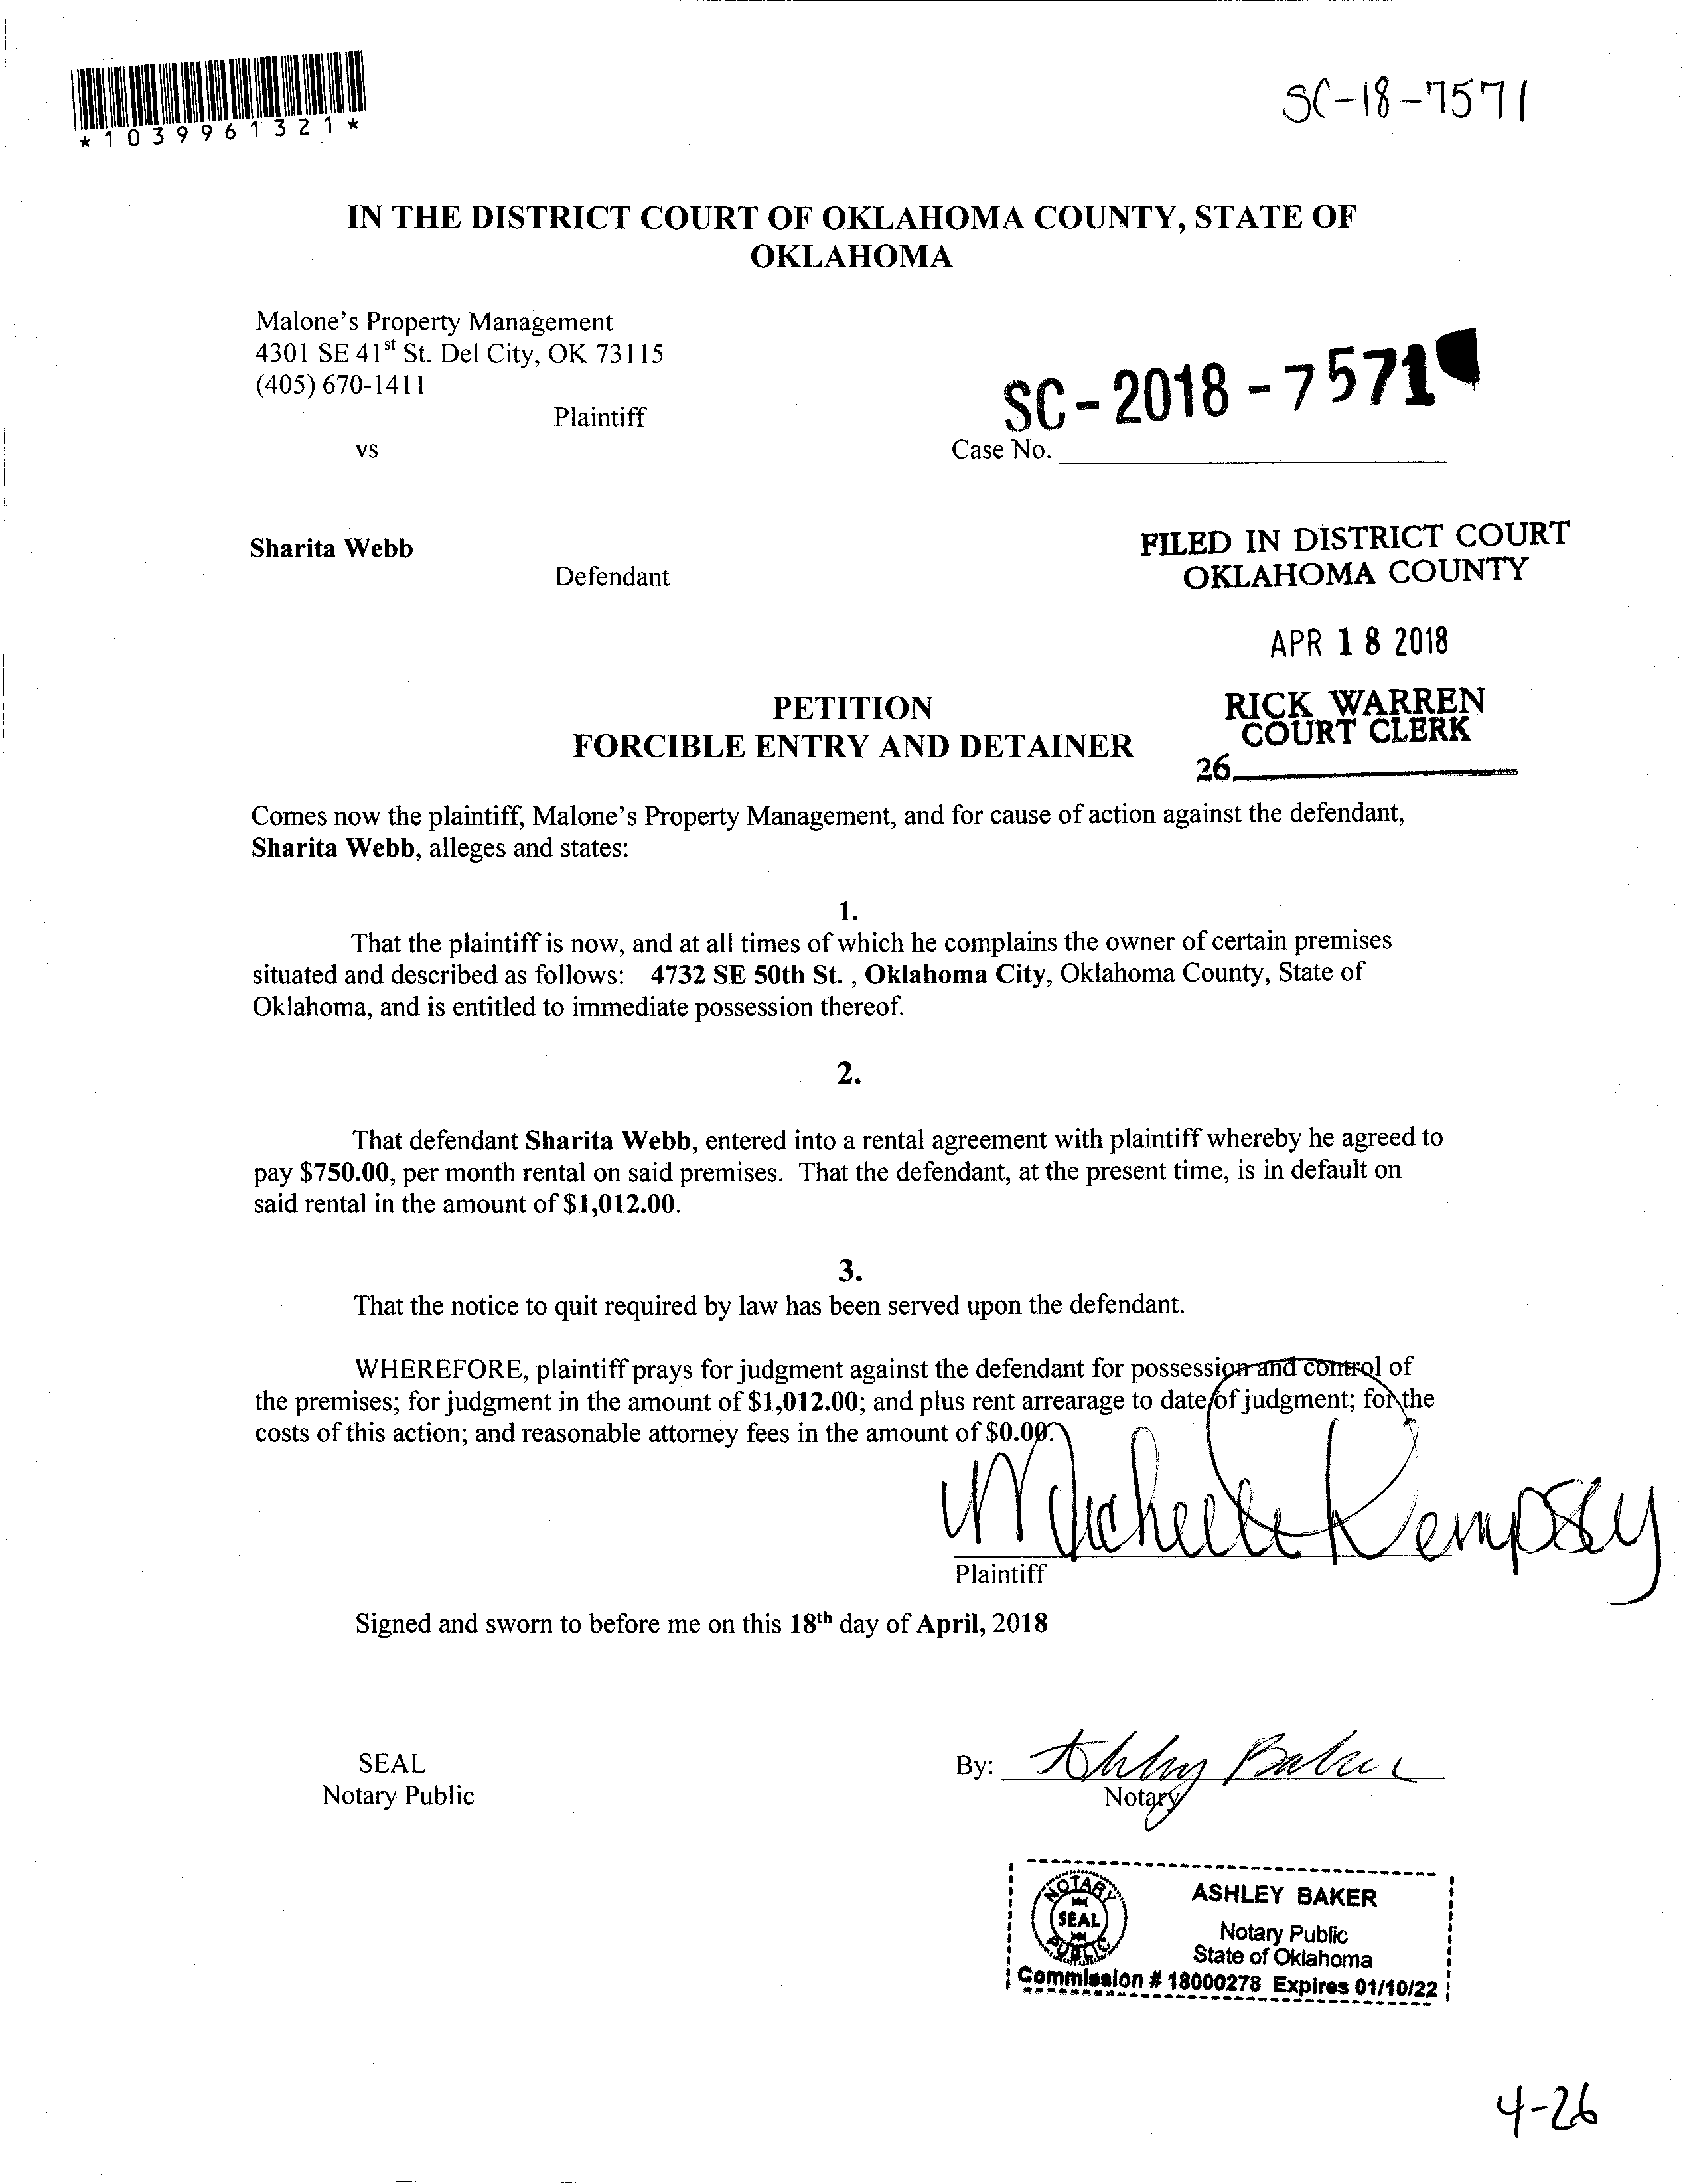 *1039961321*
SC-18-7571
IN THE DISTRICT COURT OF OKLAHOMA COUNTY, STATE OF
OKLAHOMA
Malone's Property Management
4301 SE 41st St. Del City, OK 73115
(405) 670-1411
Plaintiff
SC-2018-7571
vs
Case No.
Sharita Webb
Defendant
FILED IN DISTRICT COURT
OKLAHOMA COUNTY
APR 18 2018
RICK WARREN
COURT CLERK
26
PETITION
FORCIBLE ENTRY AND DETAINER
Comes now the plaintiff, Malone's Property Management, and for cause of action against the defendant,
Sharita Webb, alleges and states:
1.
That the plaintiff is now, and at all times of which he complains the owner of certain premises
situated and described as follows: 4732 SE 50th St. , Oklahoma City, Oklahoma County, State of
Oklahoma, and is entitled to immediate possession thereof.
2.
That defendant Sharita Webb, entered into a rental agreement with plaintiff whereby he agreed to
pay $750.00, per month rental on said premises. That the defendant, at the present time, is in default on
said rental in the amount of $1,012.00.
3.
That the notice to quit required by law has been served upon the defendant.
WHEREFORE, plaintiff prays for judgment against the defendant for possession and control of
the premises; for judgment in the amount of $1,012.00; and plus rent arrearage to date of judgment; for the
costs of this action; and reasonable attorney fees in the amount of $0.00.
Michelle Kempsey
Plaintiff
Signed and sworn to before me on this 18th day of April, 2018
SEAL
Notary Public
By: Ashley Baker
Notary
NOTARY
SEAL
PUBLIC
ASHLEY BAKER
Notary Public
State of Oklahoma
Commission # 18000278 Expires 01/10/22
4-26